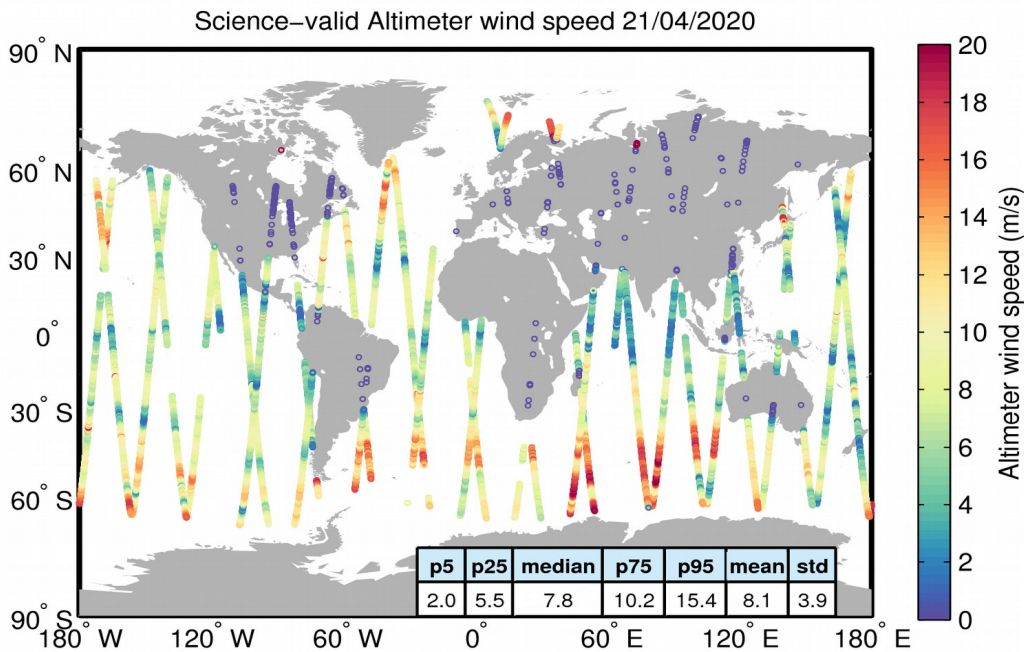 Science−valid Altimeter wind speed 21/04/2020
90° N
60° N
30° N
0°
30° S
60° S
90° S
180° W
120° W
60° W
0°
60° E
120° E
180° E
p5 p25 median p75 p95 mean std
2.0 5.5 7.8 10.2 15.4 8.1 3.9
20
18
16
14
12
10
8
6
4
2
0
Altimeter wind speed (m/s)